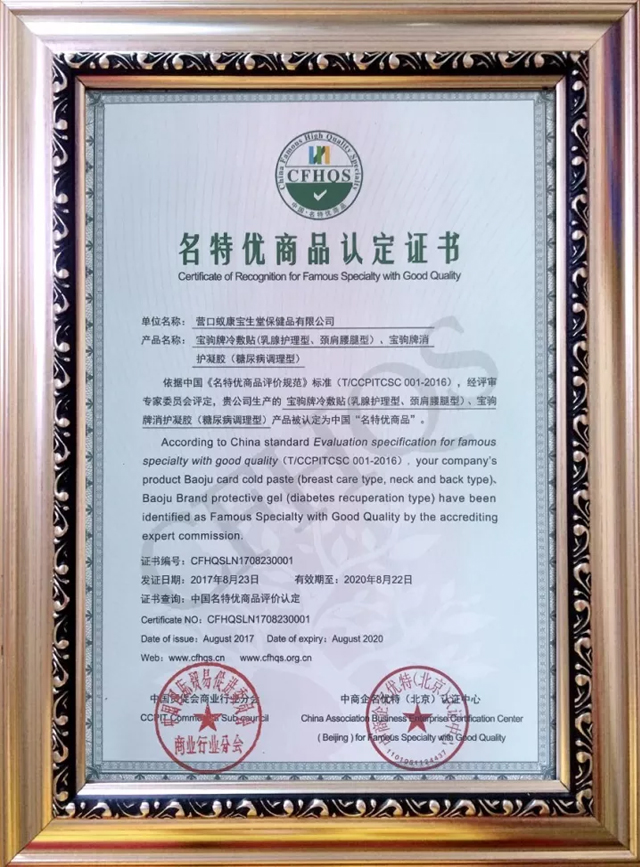 China Famous High Quality Specialty
CFHOS
中国·名特优商品
名特优商品认定证书
Certificate of Recognition for Famous Specialty with Good Quality
单位名称： 营口蚁康宝生堂保健品有限公司
产品名称： 宝驹牌冷敷贴(乳腺护理型、颈肩腰腿型）、宝驹牌消
护凝胶（糖尿病调理型）
依据中国《名特优商品评价规范》标准（T/CCPITCSC 001-2016），经评审
专家委员会评定，贵公司生产的 宝驹牌冷敷贴(乳腺护理型、颈肩腰腿型)、宝驹
牌消护凝胶（糖尿病调理型）产品被认定为中国“名特优商品”。
According to China standard Evaluation specification for famous
specialty with good quality (T/CCPITCSC 001-2016) , your company's
product Baoju card cold paste (breast care type, neck and back type)、
Baoju Brand protective gel (diabetes recuperation type) have been
identified as Famous Specialty with Good Quality by the accrediting
expert commission.
证书编号：CFHQSLN1708230001
发证日期：2017年8月23日 有效期至：2020年8月22日
证书查询：中国名特优商品评价认定
Certificate NO：CFHQSLN1708230001
Date of issue：August 2017 Date of expiry：August 2020
Web：www.cfhqs.cn www.cfhqs.org.cn
中国贸促会商业行业分会
CCPIT Commercial Sub-council
商业行业分会
中商企名优特（北京）认证中心
China Association Business Enterprise Certification Center
( Beijing ) for Famous Specialty with Good Quality
CFHQS